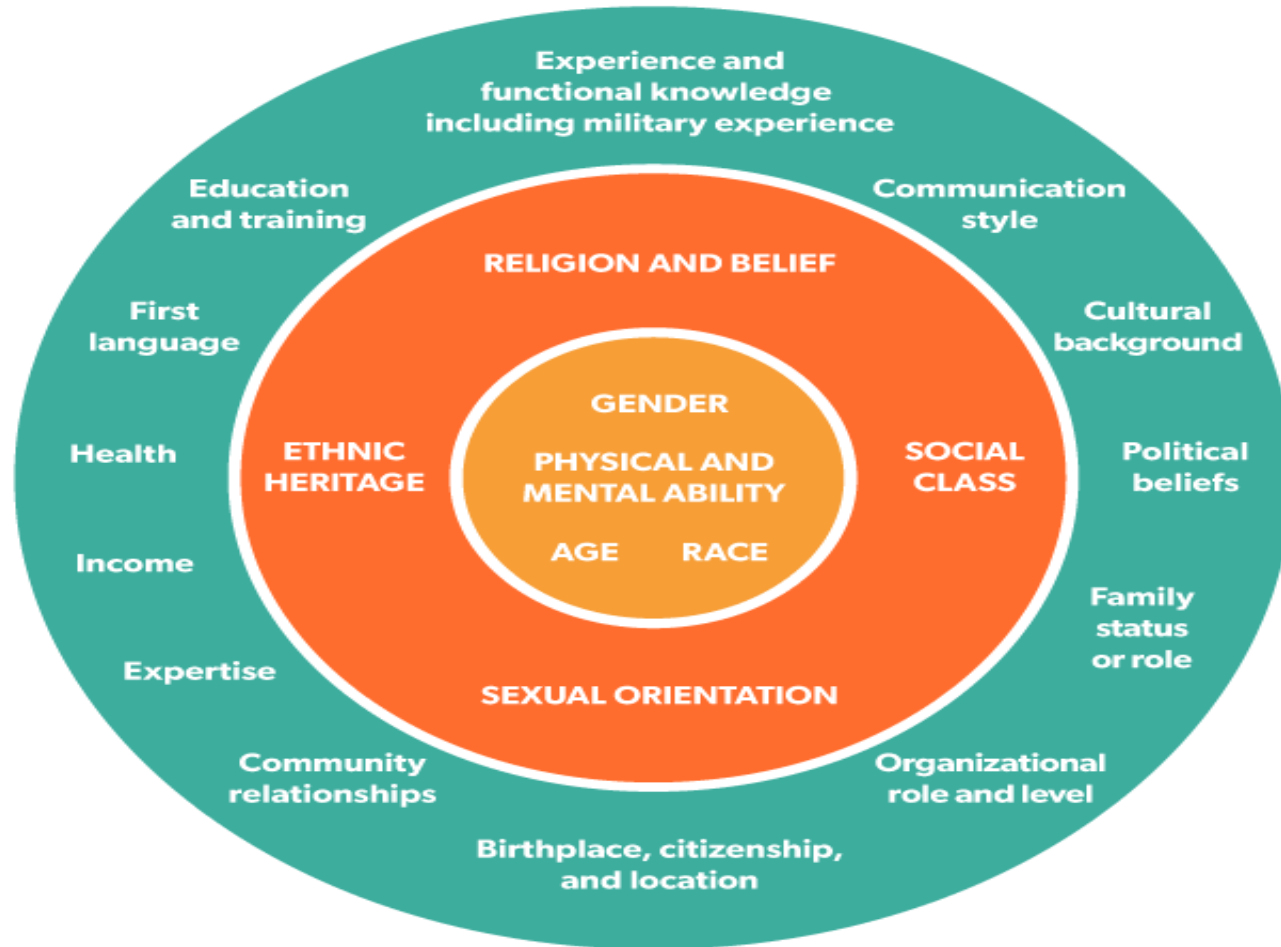 Experience and
functional knowledge
including military experience
Education
and training
Communication
style
RELIGION AND BELIEF
First
language
Cultural
background
GENDER
Health
ETHNIC
HERITAGE
PHYSICAL AND
MENTAL ABILITY
SOCIAL
CLASS
Political
beliefs
AGE RACE
Income
Family
status
or role
Expertise
SEXUAL ORIENTATION
Community
relationships
Organizational
role and level
Birthplace, citizenship,
and location